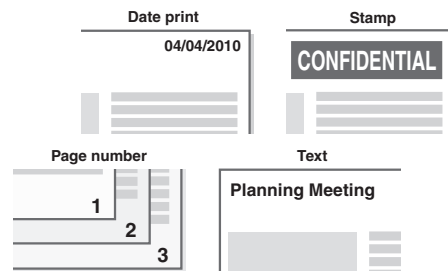 Date print
Stamp
04/04/2010
CONFIDENTIAL
Page number
Text
Planning Meeting
1
2
3